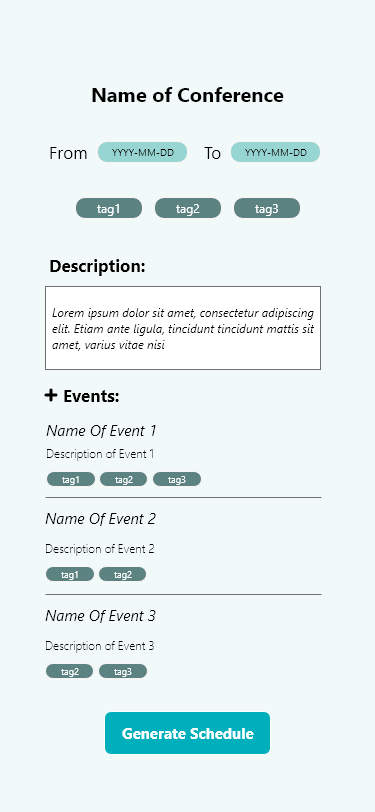 Name of Conference
From YYYY-MM-DD To YYYY-MM-DD
tag1 tag2 tag3
Description:
Lorem ipsum dolor sit amet, consectetur adipiscing
elit. Etiam ante ligula, tincidunt tincidunt mattis sit
amet, varius vitae nisi
+ Events:
Name Of Event 1
Description of Event 1
tag1 tag2 tag3
Name Of Event 2
Description of Event 2
tag1 tag2
Name Of Event 3
Description of Event 3
tag2 tag3
Generate Schedule